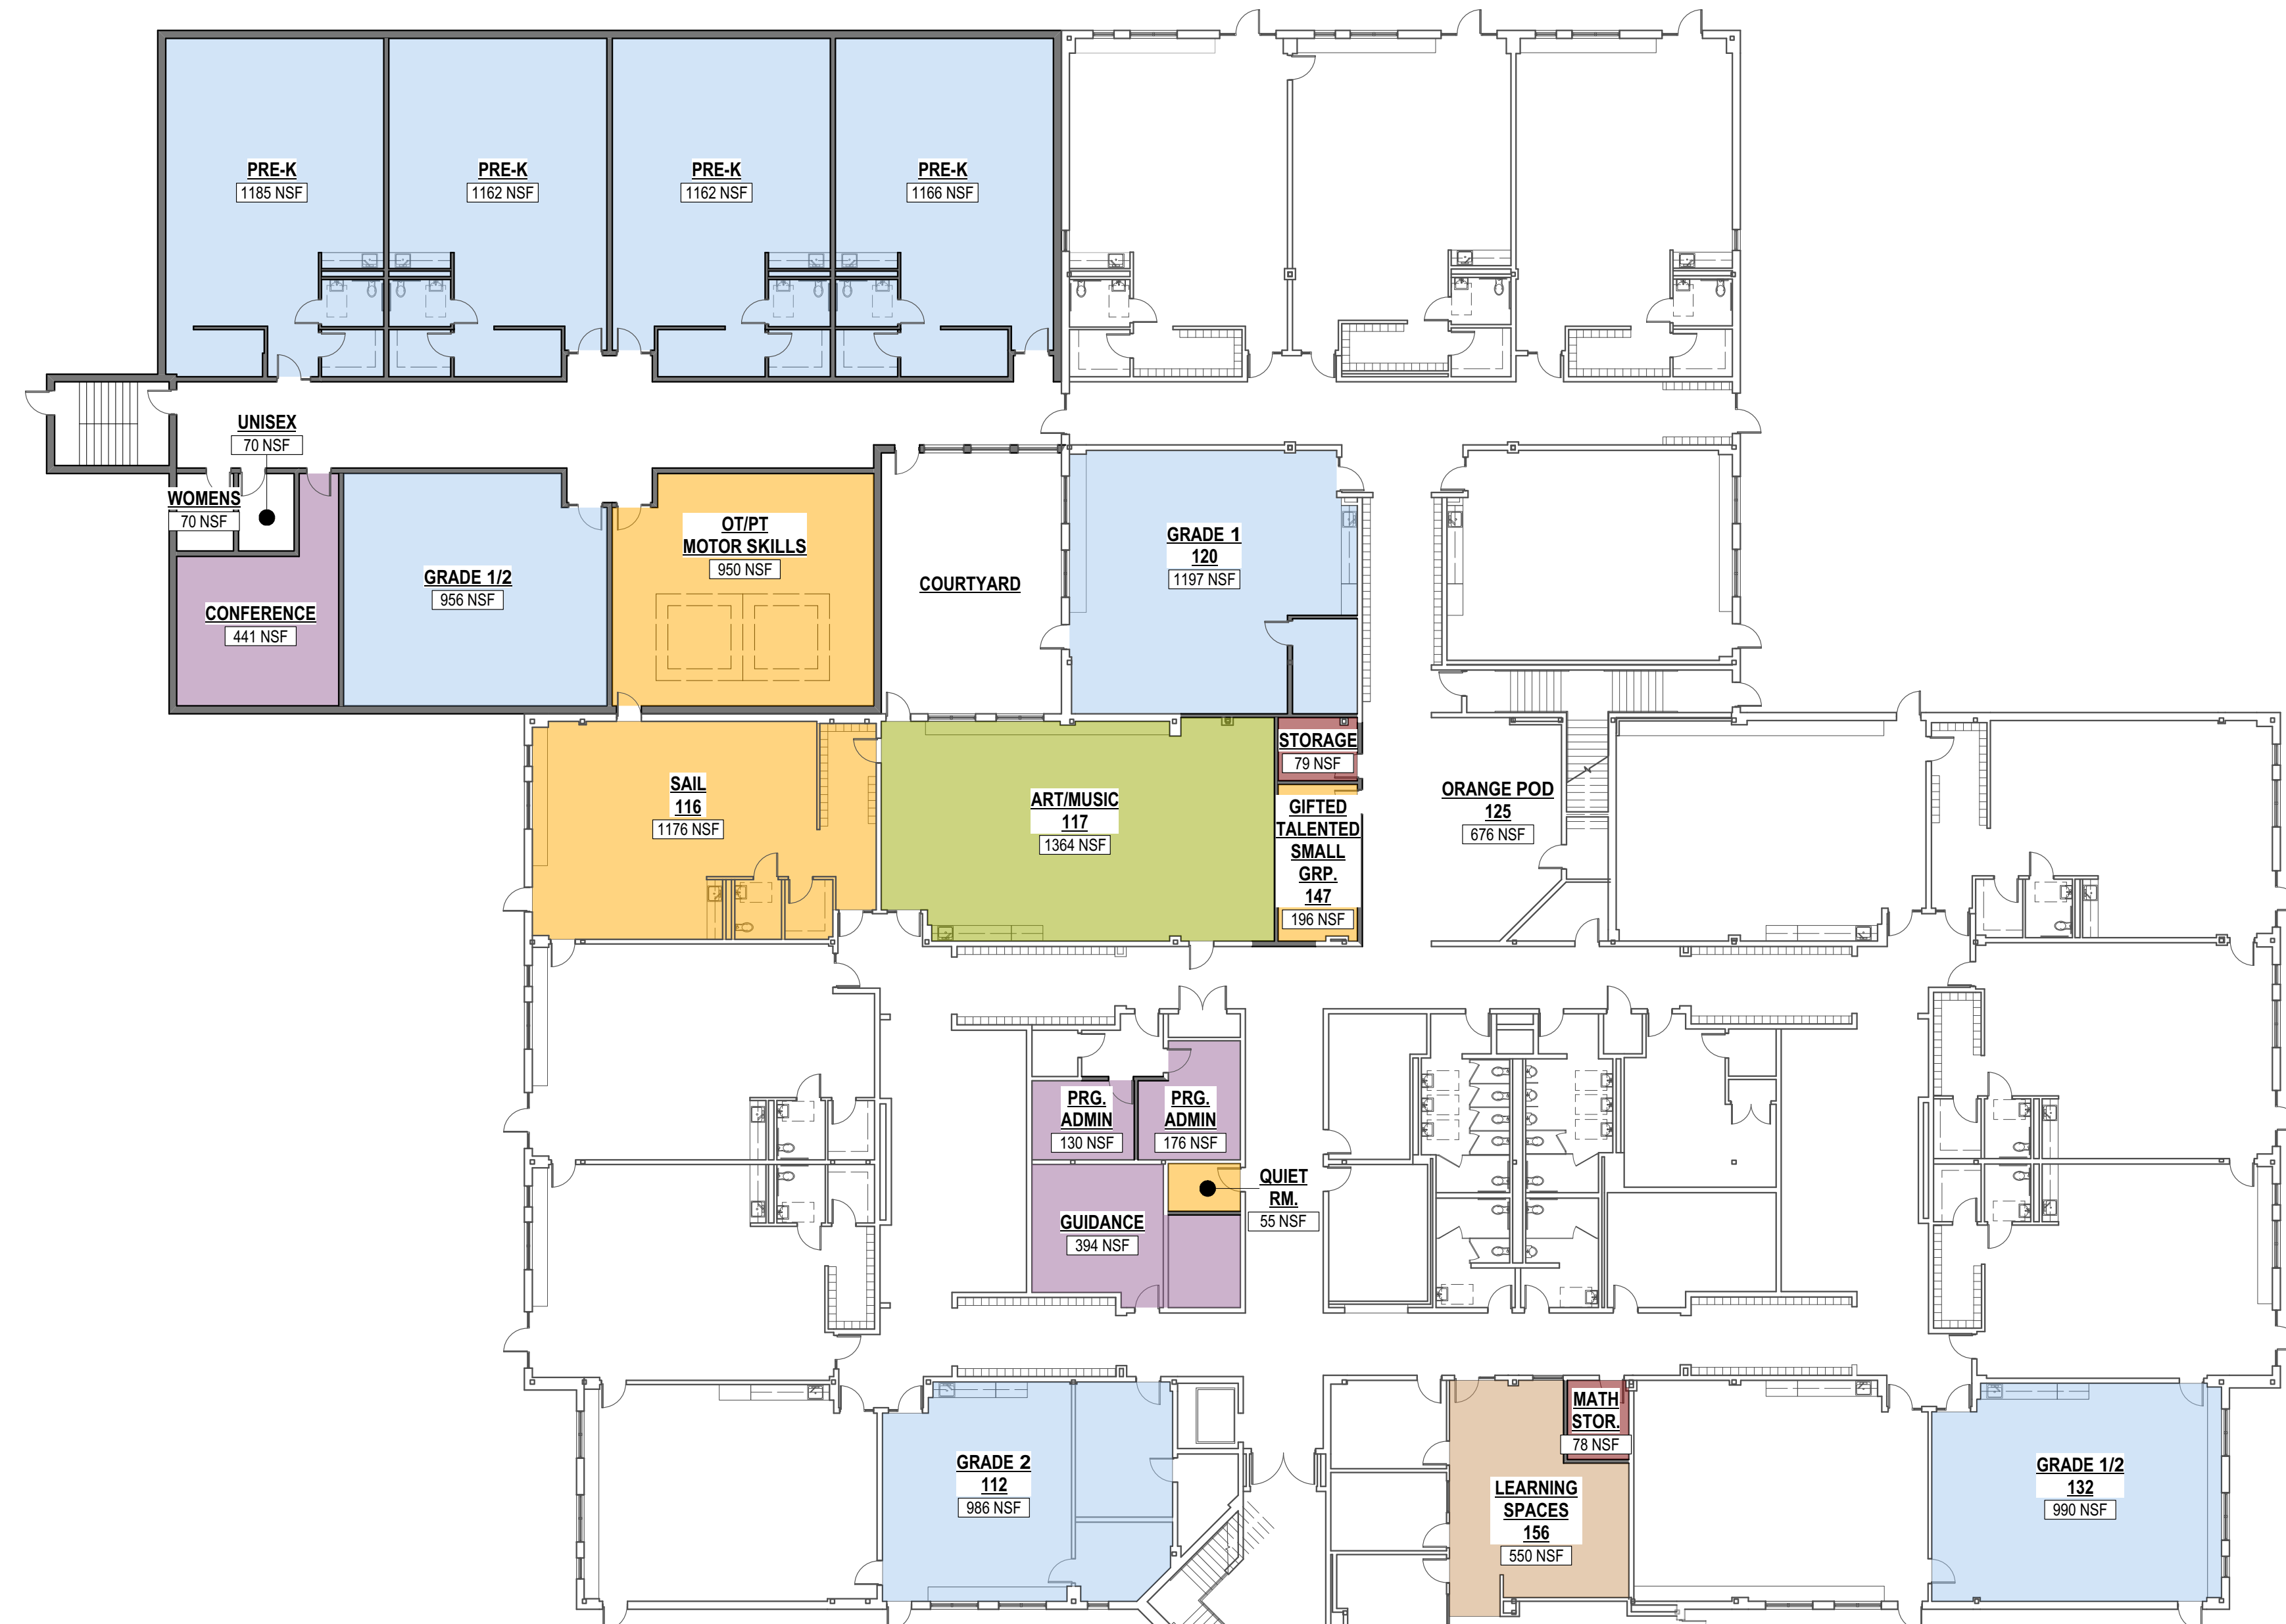 PRE-K
1185 NSF
PRE-K
1162 NSF
PRE-K
1162 NSF
PRE-K
1166 NSF
UNISEX
70 NSF
WOMENS
70 NSF
CONFERENCE
441 NSF
GRADE 1/2
956 NSF
OT/PT
MOTOR SKILLS
950 NSF
COURTYARD
GRADE 1
120
1197 NSF
SAIL
116
1176 NSF
ART/MUSIC
117
1364 NSF
STORAGE
79 NSF
GIFTED
TALENTED
SMALL
GRP.
147
196 NSF
ORANGE POD
125
676 NSF
PRG.
ADMIN
130 NSF
PRG.
ADMIN
176 NSF
QUIET
RM.
55 NSF
GUIDANCE
394 NSF
GRADE 2
112
986 NSF
MATH
STOR.
78 NSF
LEARNING
SPACES
156
550 NSF
GRADE 1/2
132
990 NSF